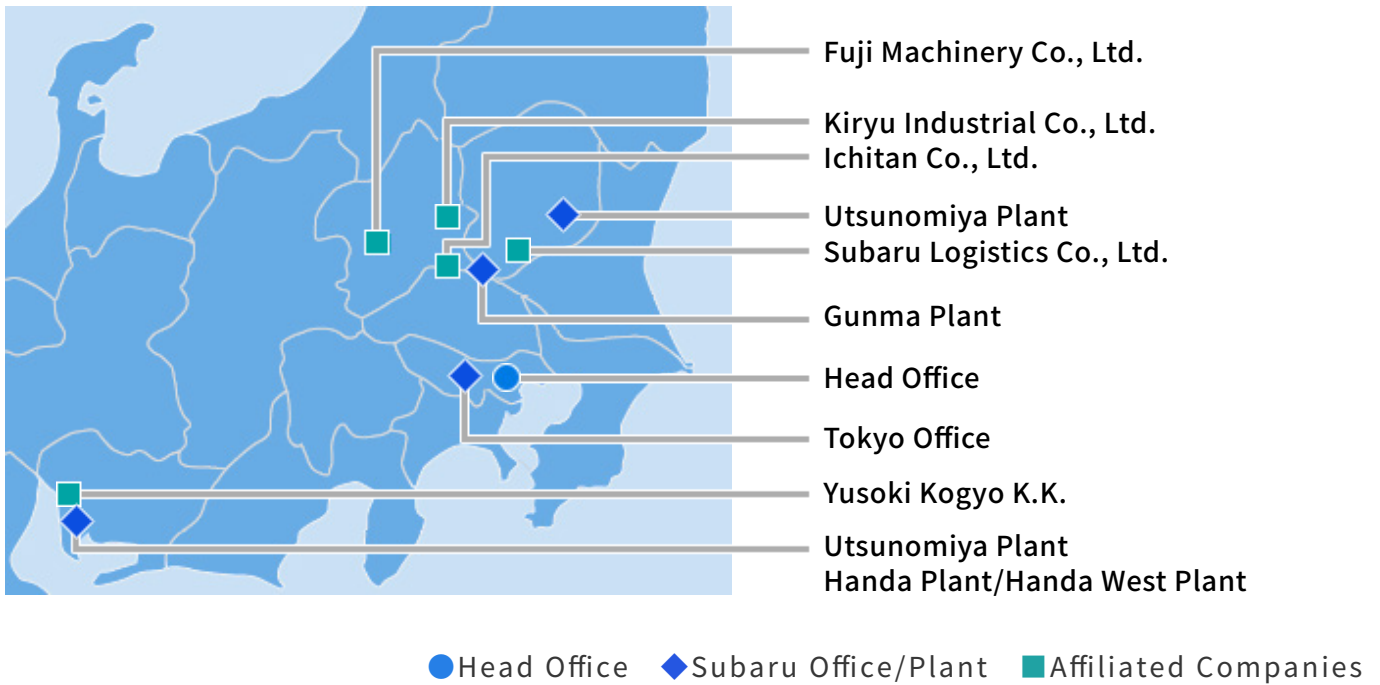 Fuji Machinery Co., Ltd.
Kiryu Industrial Co., Ltd.
Ichitan Co., Ltd.
Utsunomiya Plant
Subaru Logistics Co., Ltd.
Gunma Plant
Head Office
Tokyo Office
Yusoki Kogyo K.K.
Utsunomiya Plant
Handa Plant/Handa West Plant
Head Office Subaru Office/Plant Affiliated Companies